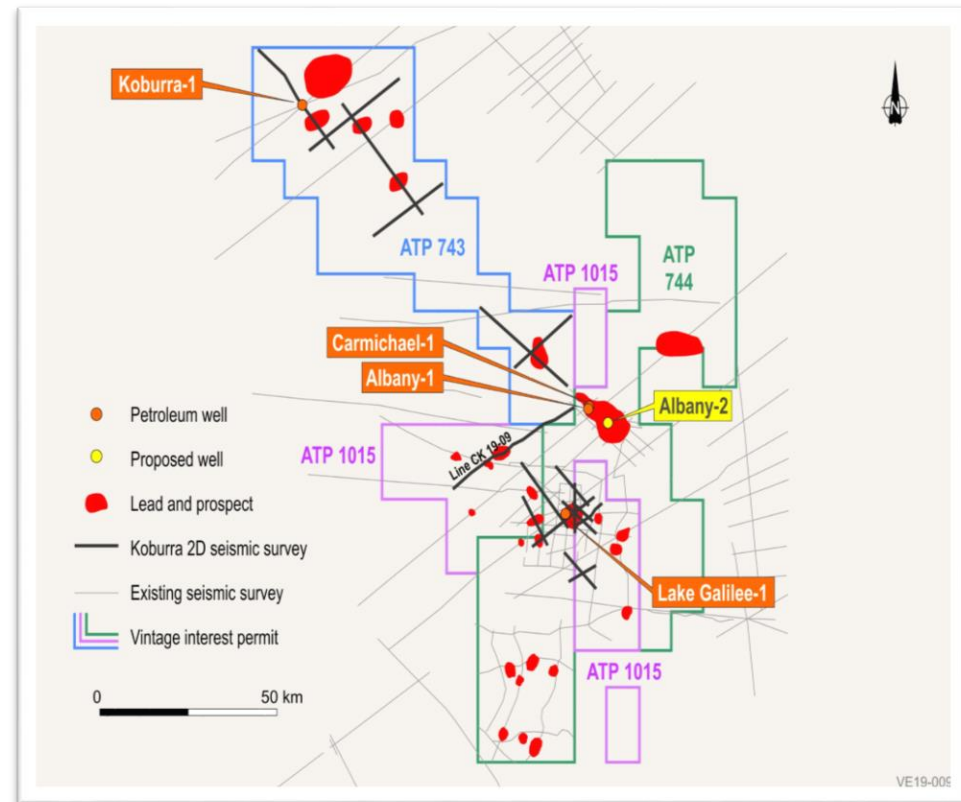 Koburra-1
ATP 743
ATP 1015
ATP
744
Carmichael-1
Albany-1
Albany-2
Petroleum well
Proposed well
Lead and prospect
Koburra 2D seismic survey
Existing seismic survey
Vintage interest permit
0 50 km
ATP 1015
Line CK 19-09
Lake Galilee-1
ATP 1015
VE19-009